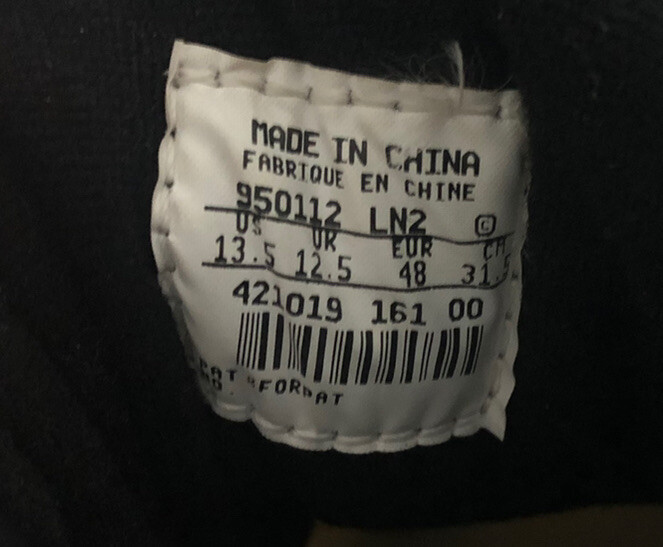 MADE IN CHINA
FABRIQUE EN CHINE
950112 LN2 ©
US UK EUR CM
13.5 12.5 48 31.5
421019 161 00
PAT